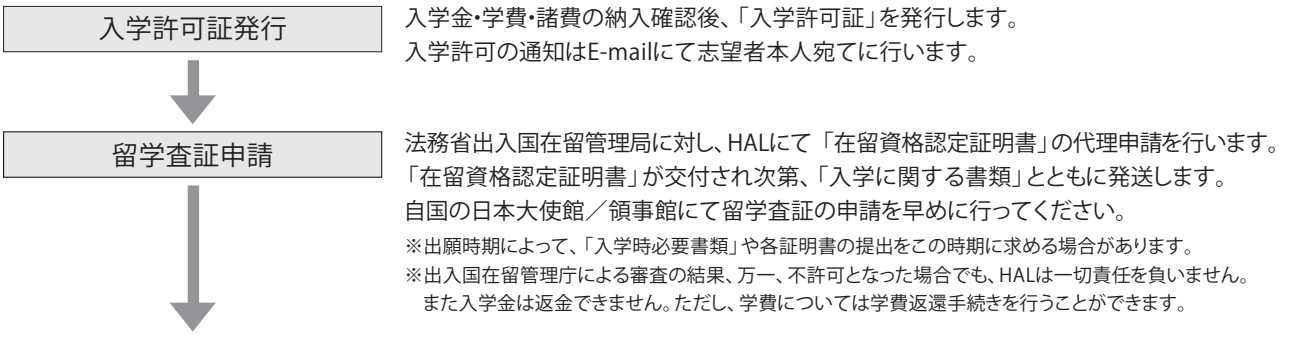 入学許可証発行
入学金・学費・諸費の納入確認後、「入学許可証」を発行します。
入学許可の通知はE-mailにて志望者本人宛てに行います。
留学査証申請
法務省出入国在留管理局に対し、HALにて「在留資格認定証明書」の代理申請を行います。
「在留資格認定証明書」が交付され次第、「入学に関する書類」とともに発送します。
自国の日本大使館／領事館にて留学査証の申請を早めに行ってください。
※出願時期によって、「入学時必要書類」や各証明書の提出をこの時期に求める場合があります。
※出入国在留管理庁による審査の結果、万一、不許可となった場合でも、HALは一切責任を負いません。
また入学金は返金できません。ただし、学費については学費返還手続きを行うことができます。